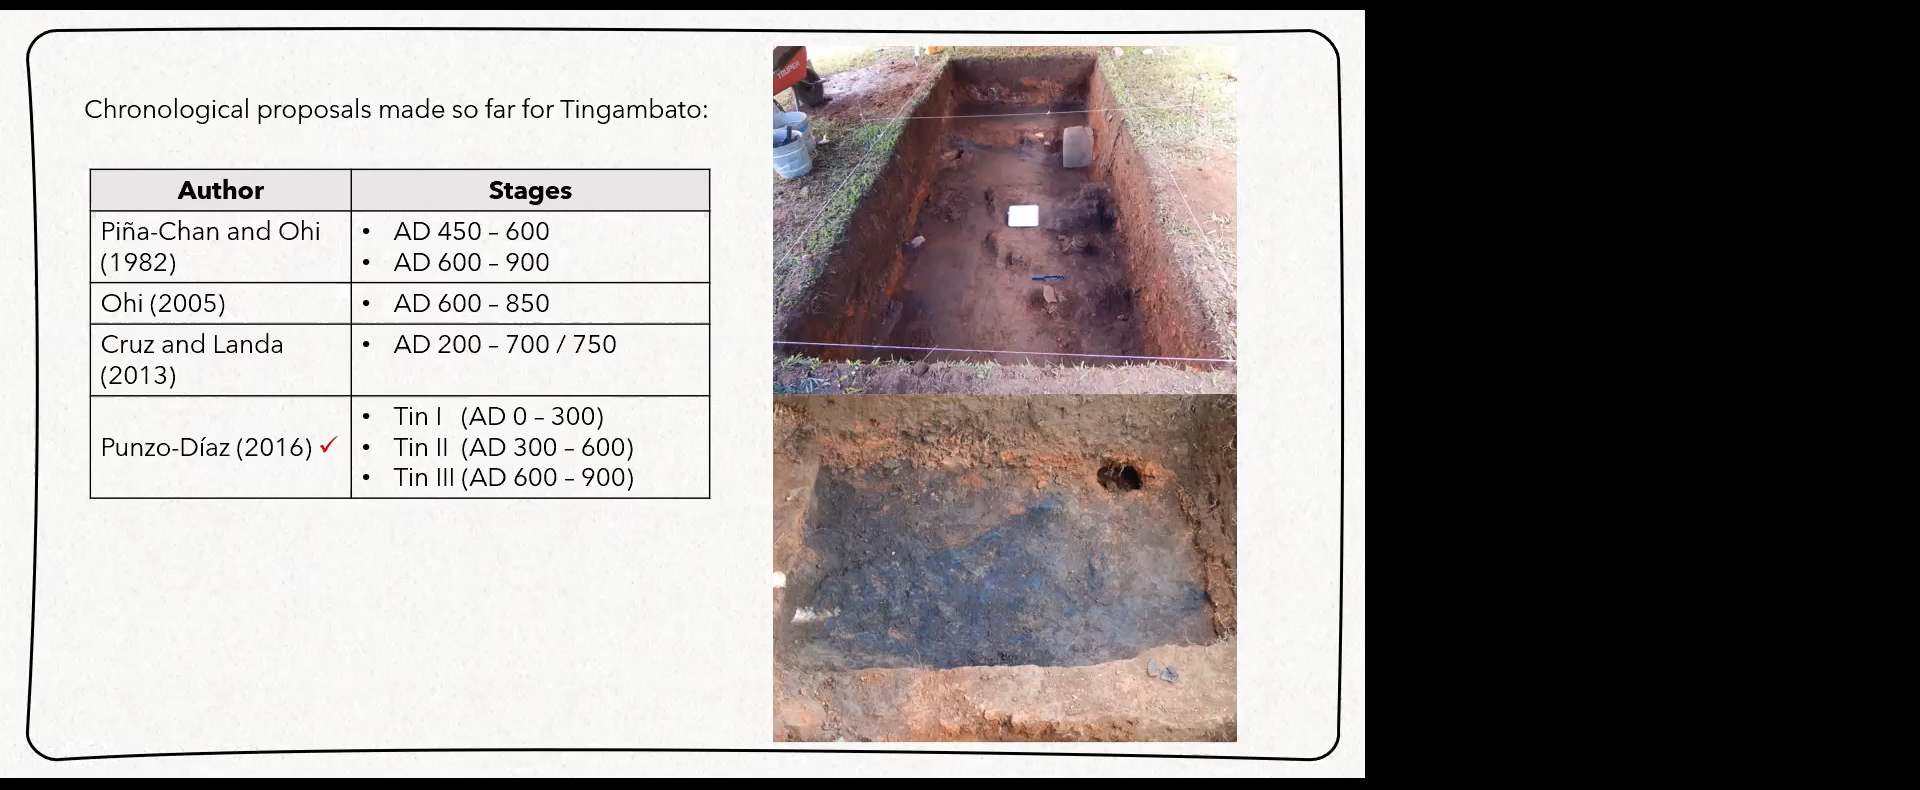 Chronological proposals made so far for Tingambato:
Author
Stages
Piña-Chan and Ohi
(1982)
• AD 450 – 600
• AD 600 – 900
Ohi (2005)
• AD 600 – 850
Cruz and Landa
(2013)
• AD 200 – 700 / 750
Punzo-Díaz (2016) ✓
• Tin I (AD 0 – 300)
• Tin II (AD 300 – 600)
• Tin III (AD 600 – 900)
TRUPER